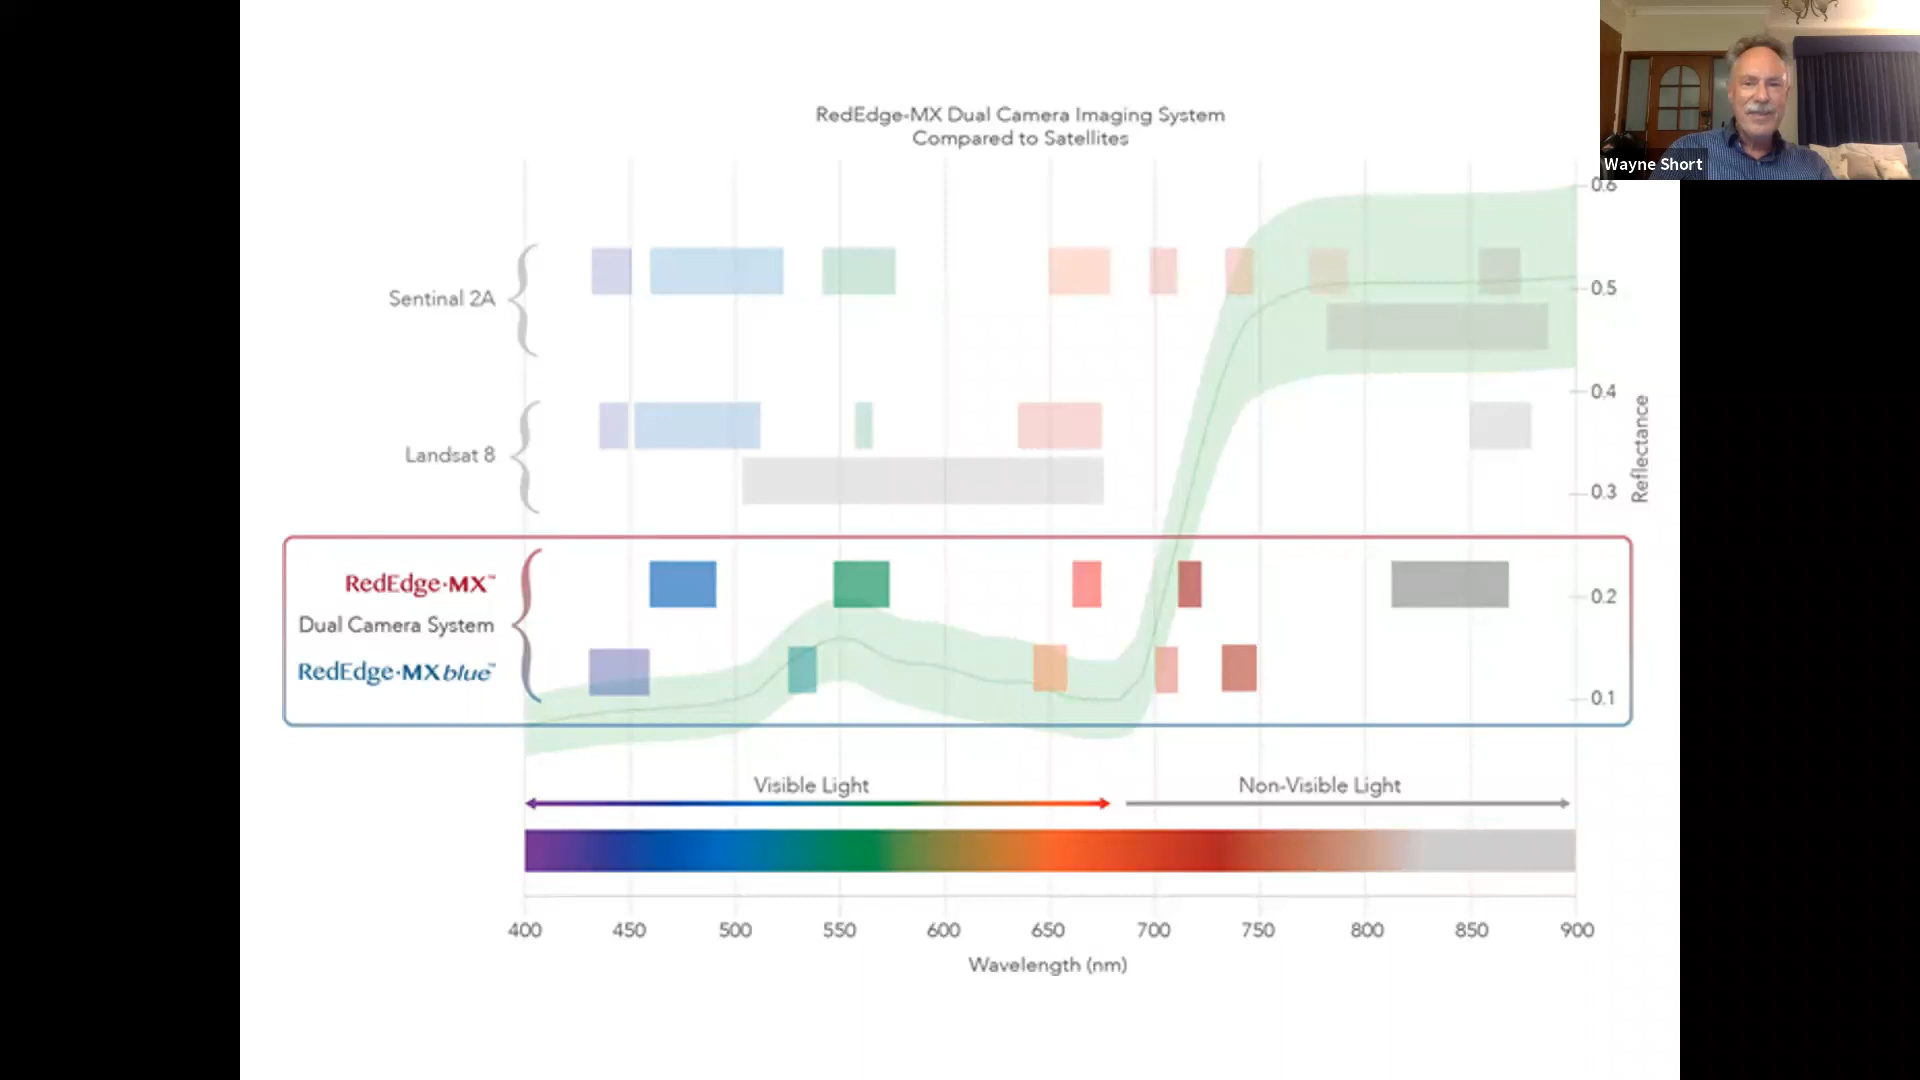 RedEdge-MX Dual Camera Imaging System
Compared to Satellites
Wayne Short
0.6
Sentinal 2A
0.5
0.4
Reflectance
Landsat 8
0.3
RedEdge·MX™
0.2
Dual Camera System
RedEdge·MX blue™
0.1
Visible Light
Non-Visible Light
400 450 500 550 600 650 700 750 800 850 900
Wavelength (nm)